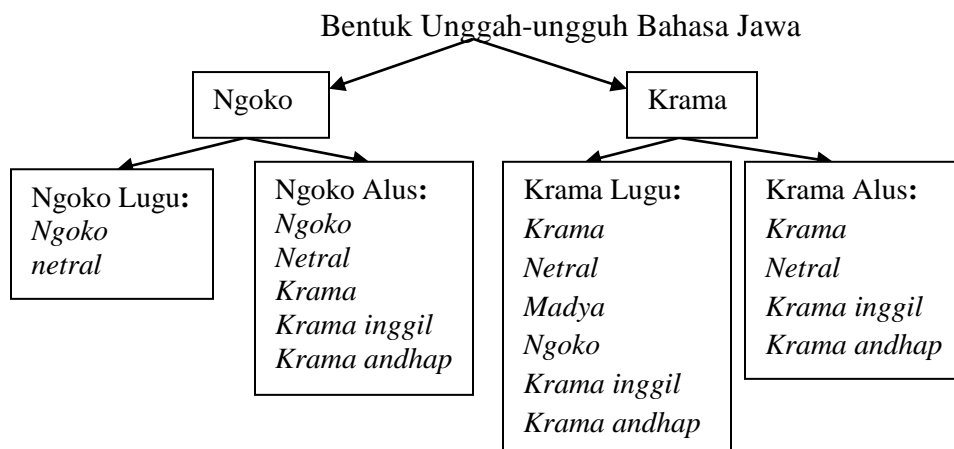 Bentuk Unggah-ungguh Bahasa Jawa
Ngoko
Krama
Ngoko Lugu:
Ngoko
netral
Ngoko Alus:
Ngoko
Netral
Krama
Krama inggil
Krama andhap
Krama Lugu:
Krama
Netral
Madya
Ngoko
Krama inggil
Krama andhap
Krama Alus:
Krama
Netral
Krama inggil
Krama andhap